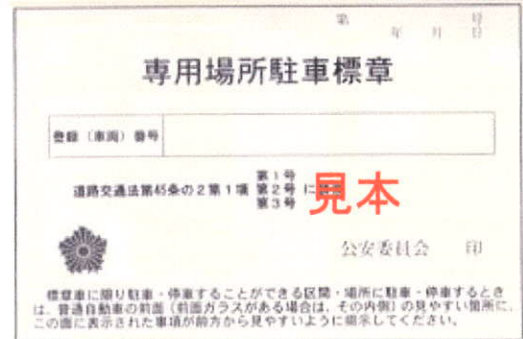 第 号
年 月 日
専用場所駐車標章
登録（車両）番号
第1号
道路交通法第45条の2第1項 第2号 に
第3号
見本
公安委員会 印
標章車に限り駐車・停車することができる区間・場所に駐車・停車するとき
は、普通自動車の前面（前面ガラスがある場合は、その内側）の見やすい箇所に、
この面に表示された事項が前方から見やすいように掲示してください。